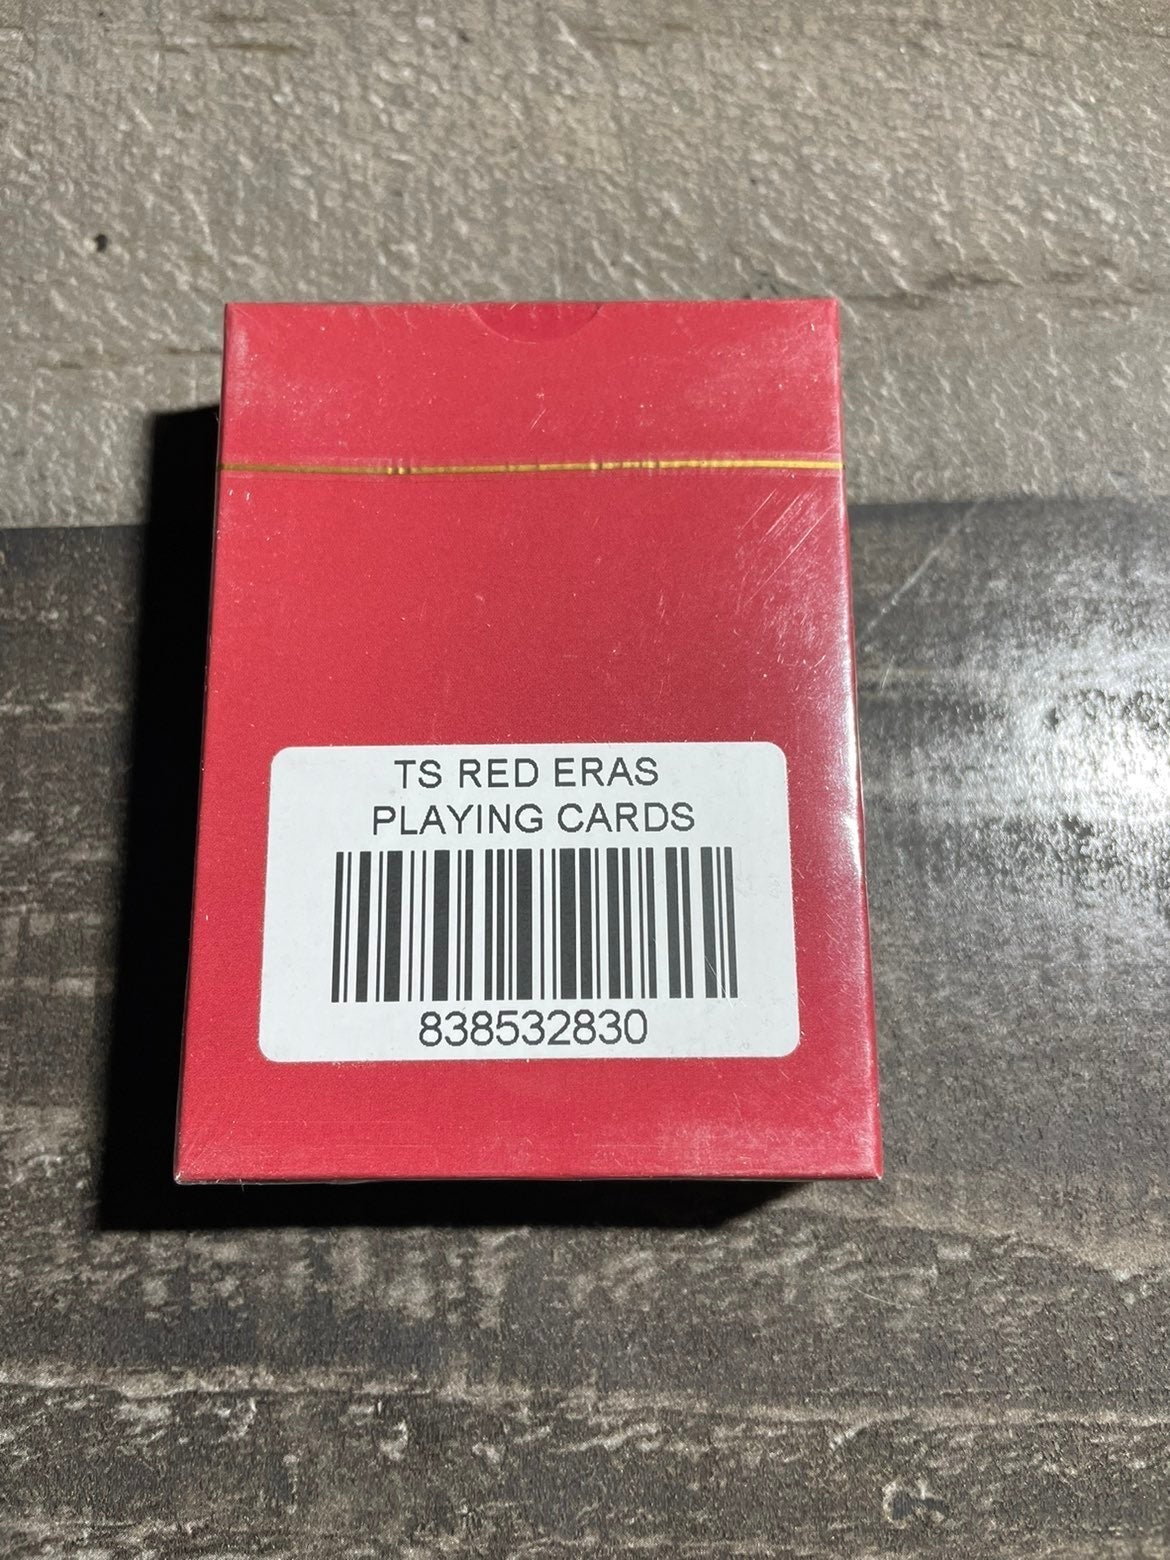 TS RED ERAS
PLAYING CARDS
838532830